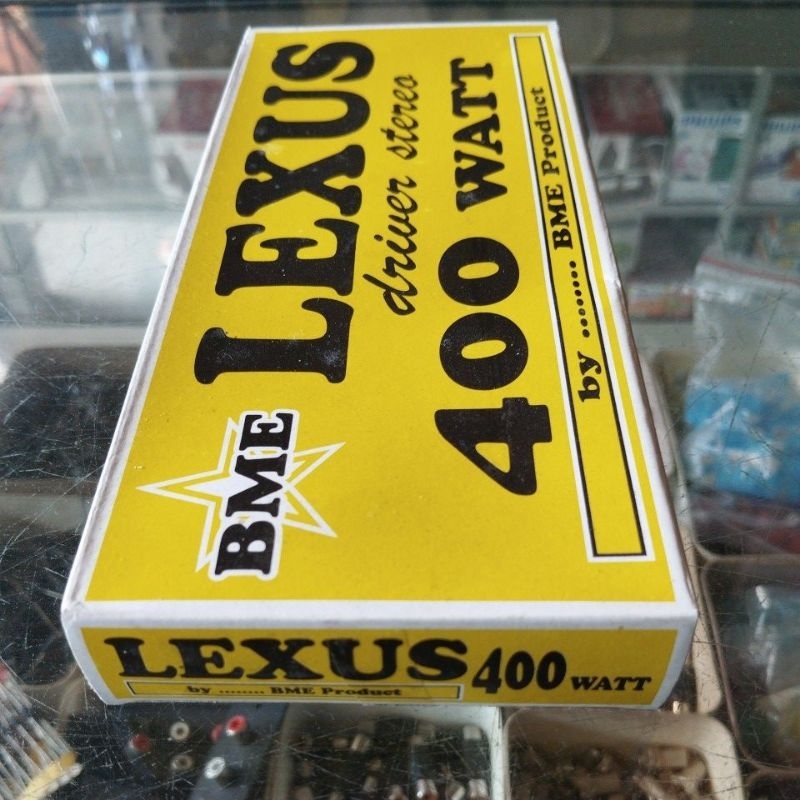 BME
LEXUS
driver stereo
400 WATT
by ........ BME Product
LEXUS 400 WATT
by ........ BME Product